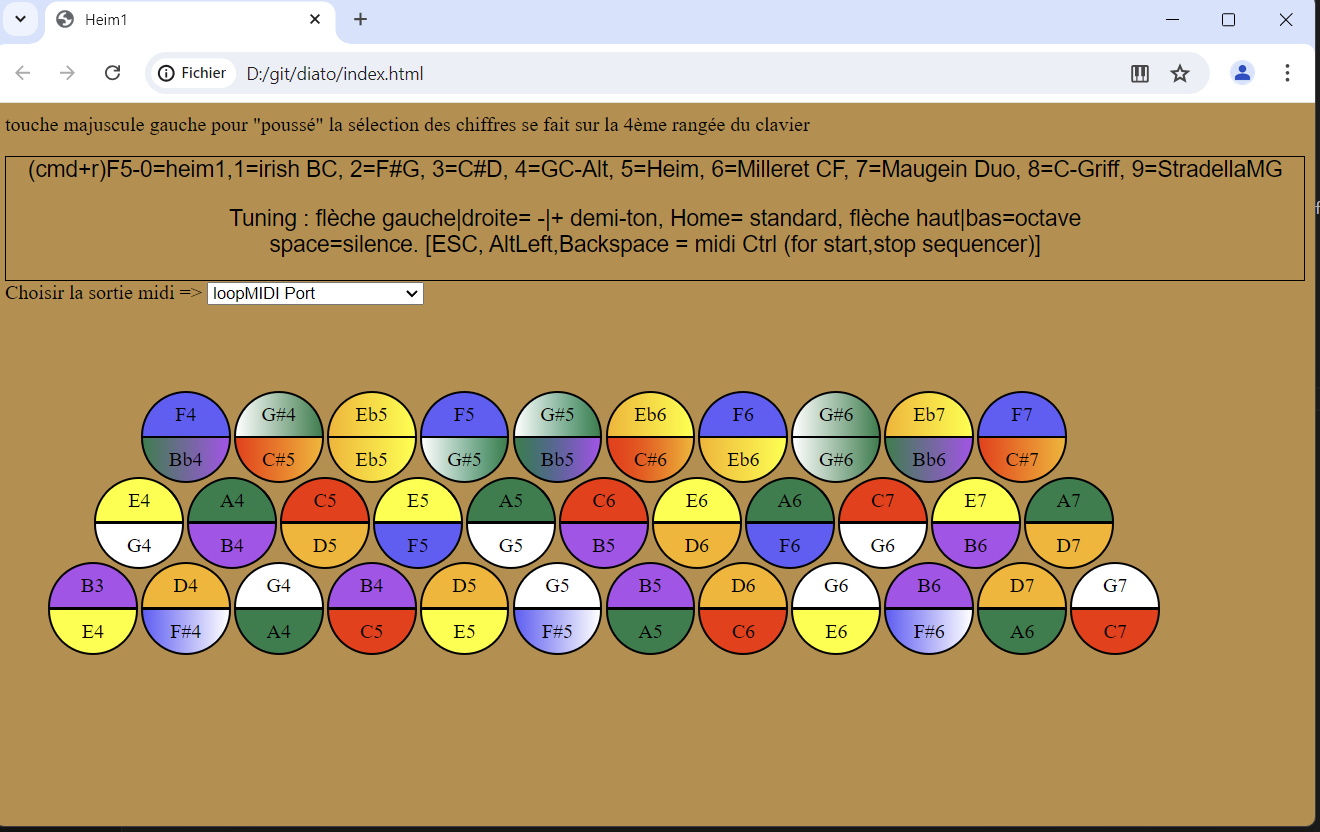 Heim1
Fichier D:/git/diato/index.html
touche majuscule gauche pour "poussé" la sélection des chiffres se fait sur la 4ème rangée du clavier
(cmd+r)F5-0=heim1,1=irish BC, 2=F#G, 3=C#D, 4=GC-Alt, 5=Heim, 6=Milleret CF, 7=Maugein Duo, 8=C-Griff, 9=StradellaMG
Tuning : flèche gauche|droite= -|+ demi-ton, Home= standard, flèche haut|bas=octave
space=silence. [ESC, AltLeft,Backspace = midi Ctrl (for start,stop sequencer)]
Choisir la sortie midi => loopMIDI Port
F4 G#4 Eb5 F5 G#5 Eb6 F6 G#6 Eb7 F7
Bb4 C#5 Eb5 G#5 Bb5 C#6 Eb6 G#6 Bb6 C#7
E4 A4 C5 E5 A5 C6 E6 A6 C7 E7 A7
G4 B4 D5 F5 G5 B5 D6 F6 G6 B6 D7
B3 D4 G4 B4 D5 G5 B5 D6 G6 B6 D7 G7
E4 F#4 A4 C5 E5 F#5 A5 C6 E6 F#6 A6 C7